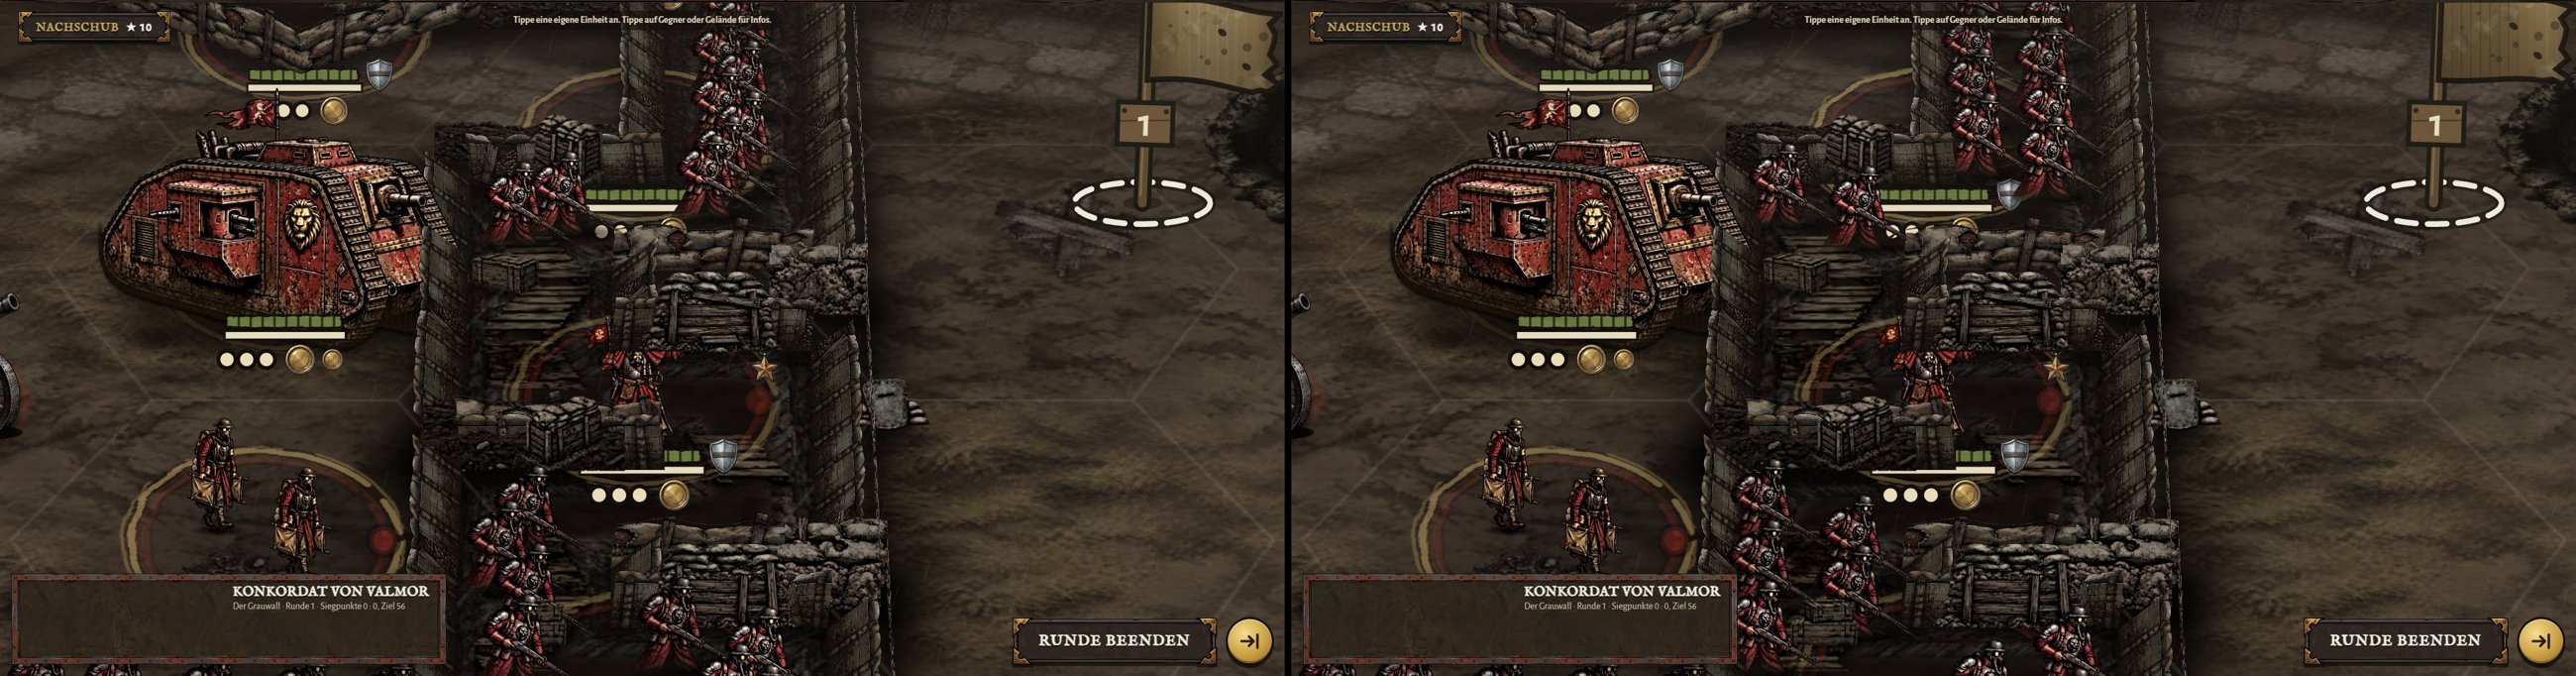 NACHSCHUB ★ 10
Tippe eine eigene Einheit an. Tippe auf Gegner oder Gelände für Infos.
1
KONKORDAT VON VALMOR
Der Grauwall · Runde 1 · Siegpunkte 0 : 0, Ziel 56
RUNDE BEENDEN
NACHSCHUB ★ 10
Tippe eine eigene Einheit an. Tippe auf Gegner oder Gelände für Infos.
1
KONKORDAT VON VALMOR
Der Grauwall · Runde 1 · Siegpunkte 0 : 0, Ziel 56
RUNDE BEENDEN